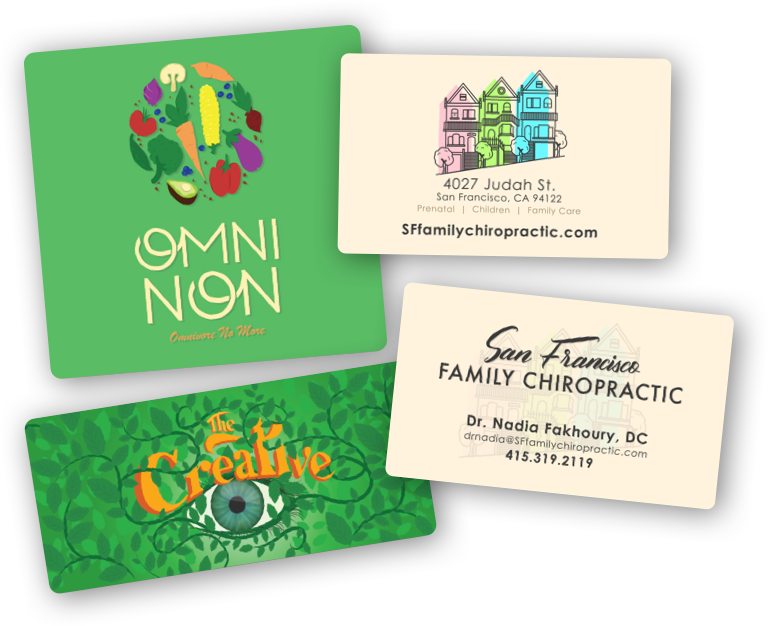 OMNI
NON
Omnivore No More
4027 Judah St.
San Francisco, CA 94122
Prenatal | Children | Family Care
SFfamilychiropractic.com
San Francisco
FAMILY CHIROPRACTIC
Dr. Nadia Fakhoury, DC
drnadia@SFfamilychiropractic.com
415.319.2119
The
Creative